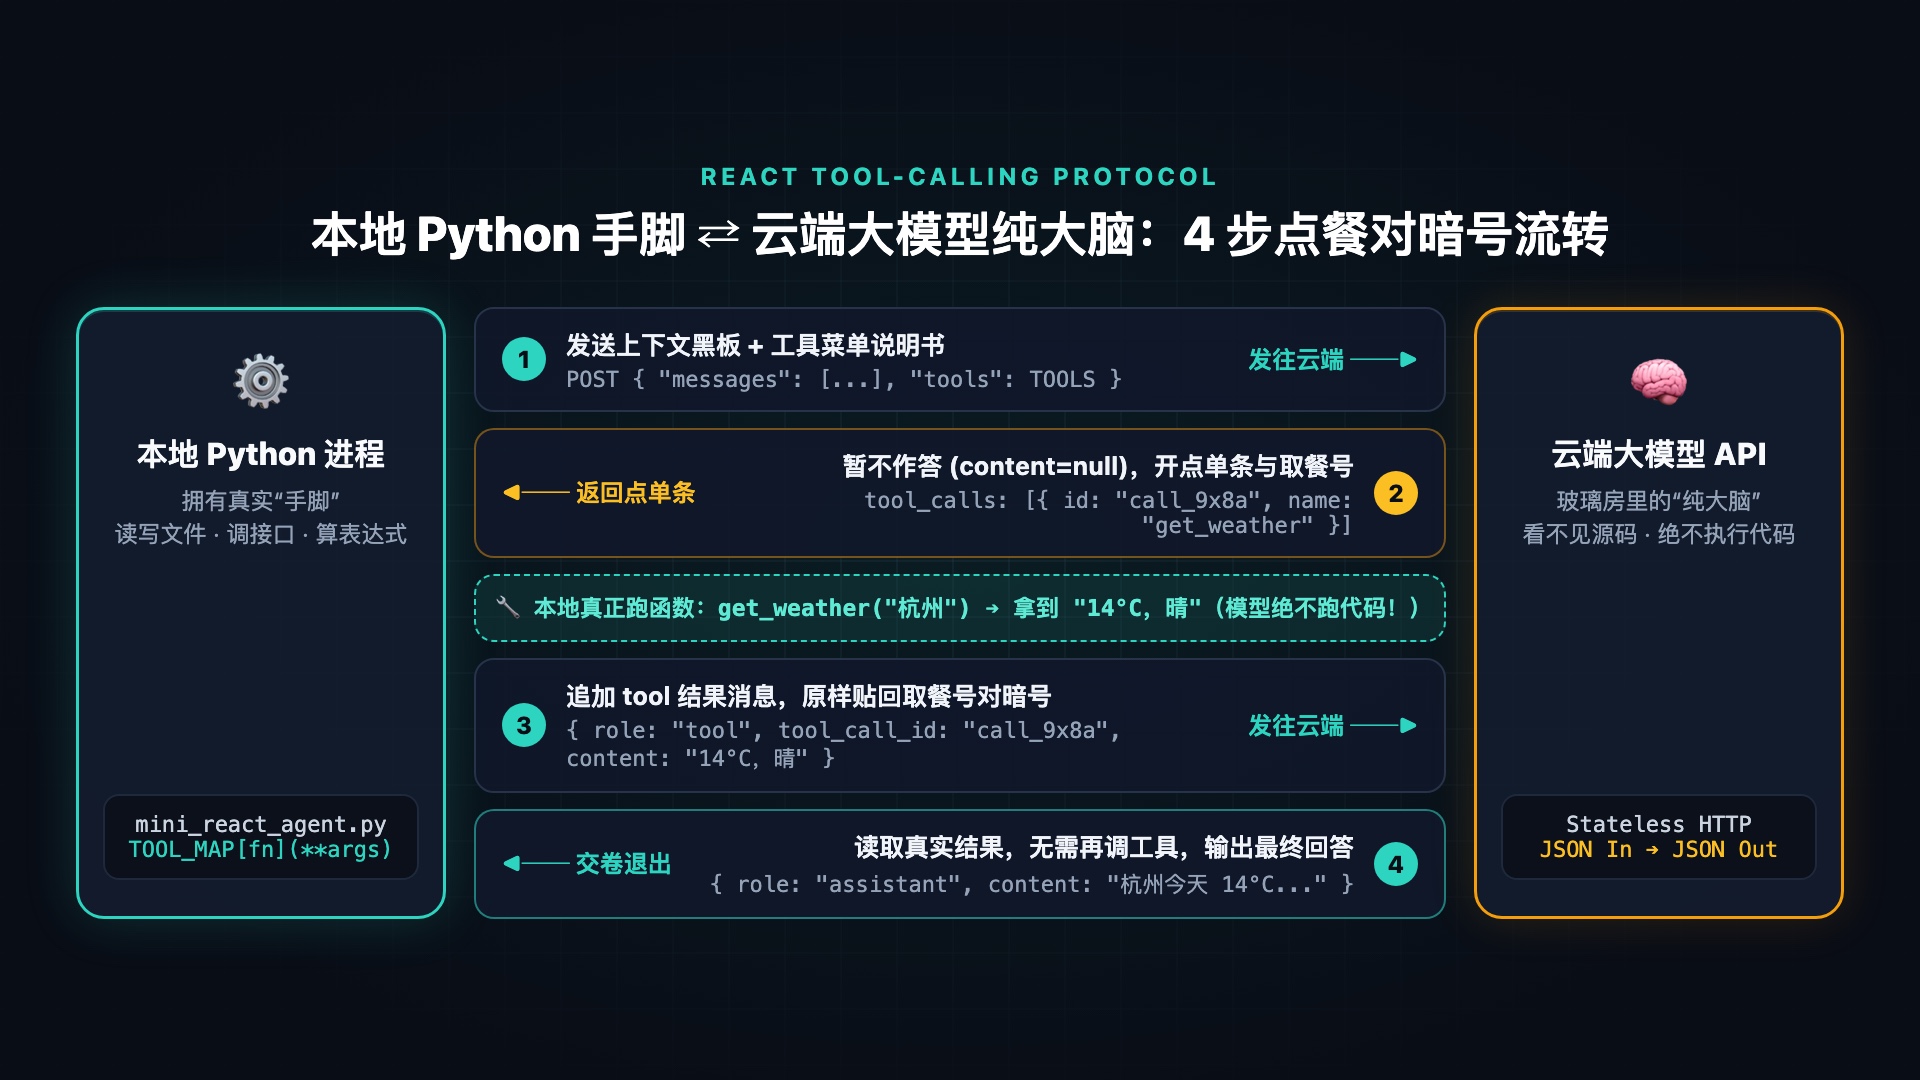 REACT TOOL-CALLING PROTOCOL
本地 Python 手脚 ⇄ 云端大模型纯大脑：4 步点餐对暗号流转
本地 Python 进程
拥有真实“手脚”
读写文件 · 调接口 · 算表达式
mini_react_agent.py
TOOL_MAP[fn](**args)
1
发送上下文黑板 + 工具菜单说明书
POST { "messages": [...], "tools": TOOLS }
发往云端
返回点单条
暂不作答 (content=null)，开点单条与取餐号
tool_calls: [{ id: "call_9x8a", name:
"get_weather" }]
2
本地真正跑函数：get_weather("杭州") → 拿到 "14°C，晴"（模型绝不跑代码！）
3
追加 tool 结果消息，原样贴回取餐号对暗号
{ role: "tool", tool_call_id: "call_9x8a",
content: "14°C，晴" }
发往云端
交卷退出
读取真实结果，无需再调工具，输出最终回答
{ role: "assistant", content: "杭州今天 14°C..." }
4
云端大模型 API
玻璃房里的“纯大脑”
看不见源码 · 绝不执行代码
Stateless HTTP
JSON In → JSON Out